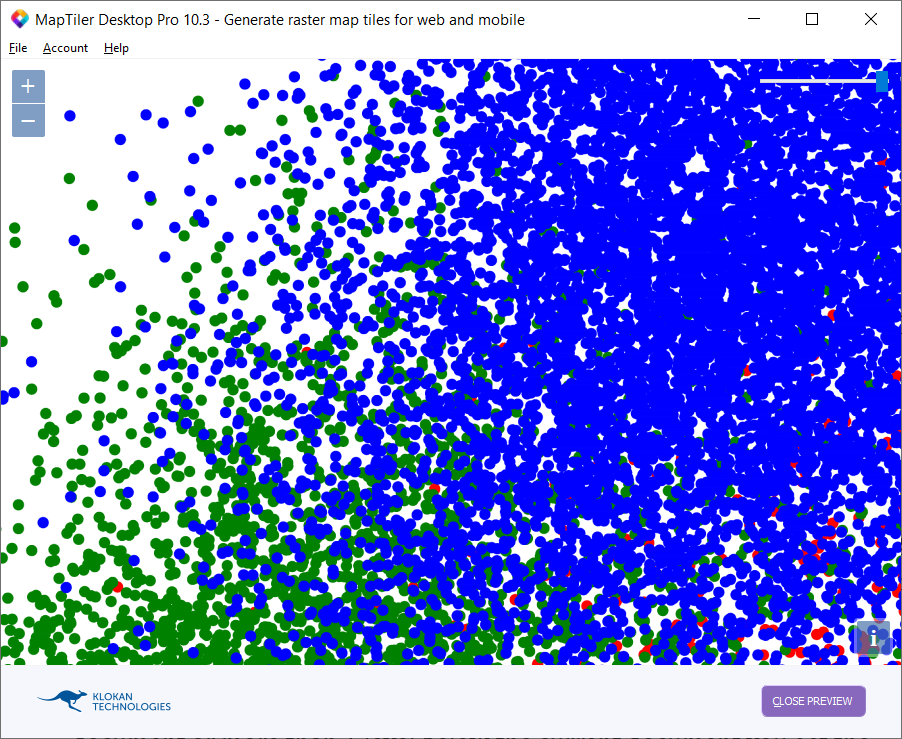 MapTiler Desktop Pro 10.3 - Generate raster map tiles for web and mobile
File Account Help
+
−
i
KLOKAN
TECHNOLOGIES
CLOSE PREVIEW